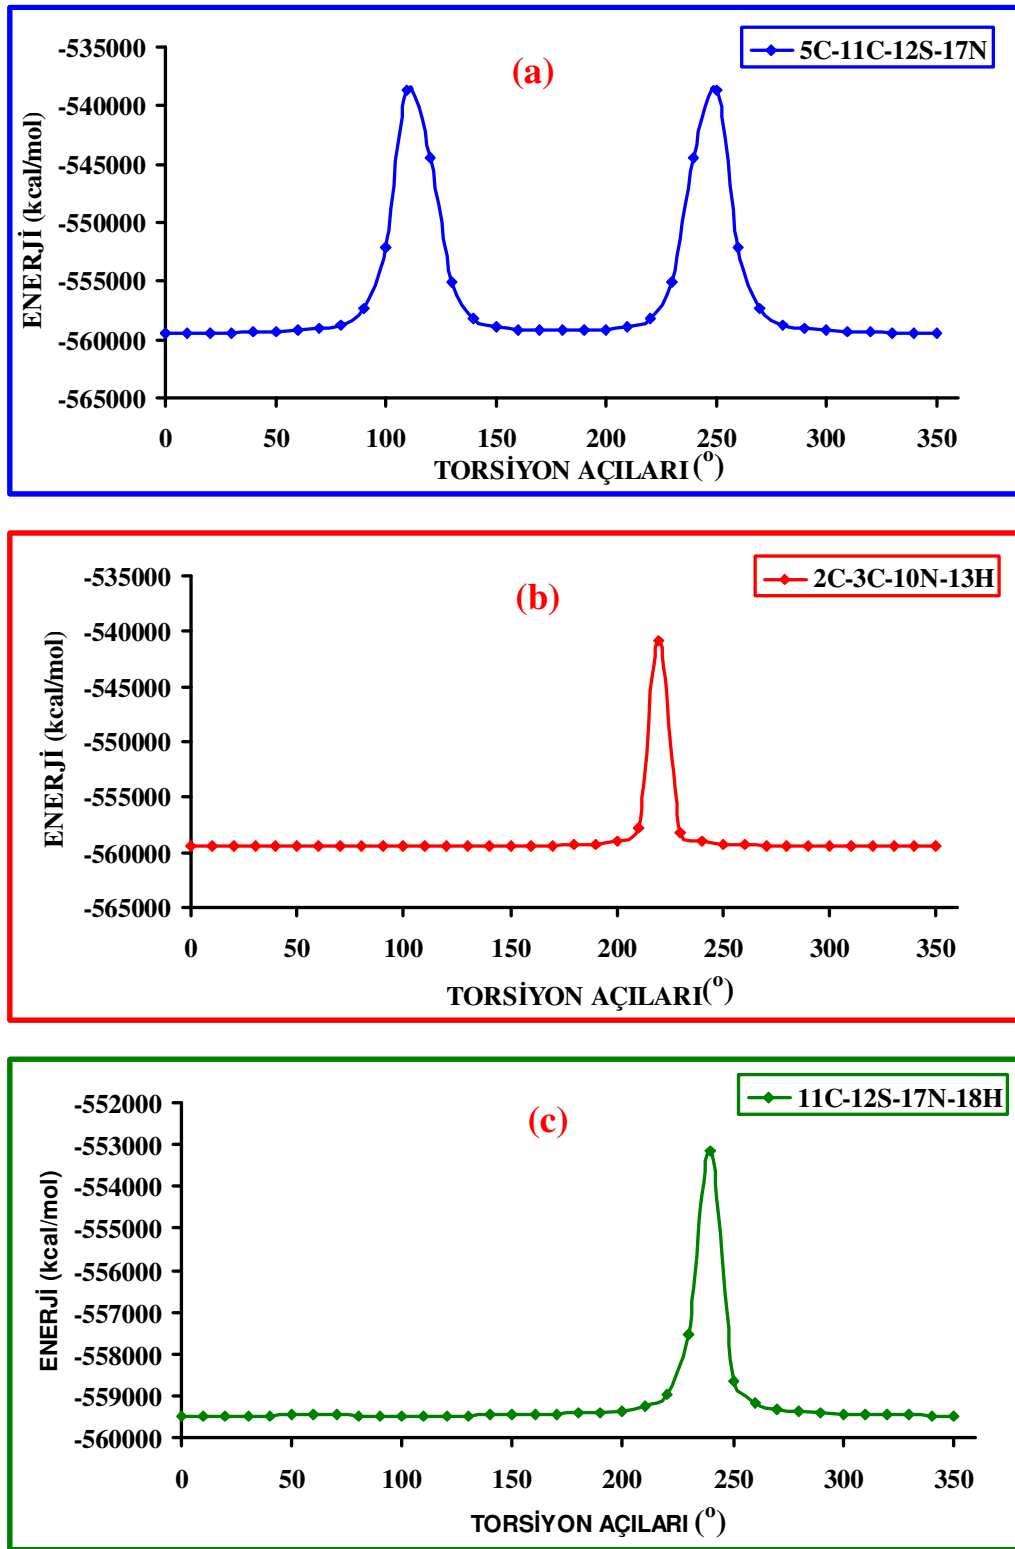 5C-11C-12S-17N
(a)
ENERJİ (kcal/mol)
-535000
-540000
-545000
-550000
-555000
-560000
-565000
0 50 100 150 200 250 300 350
TORSİYON AÇILARI (o)
2C-3C-10N-13H
(b)
ENERJİ (kcal/mol)
-535000
-540000
-545000
-550000
-555000
-560000
-565000
0 50 100 150 200 250 300 350
TORSİYON AÇILARI(o)
11C-12S-17N-18H
(c)
ENERJİ (kcal/mol)
-552000
-553000
-554000
-555000
-556000
-557000
-558000
-559000
-560000
0 50 100 150 200 250 300 350
TORSİYON AÇILARI (o)